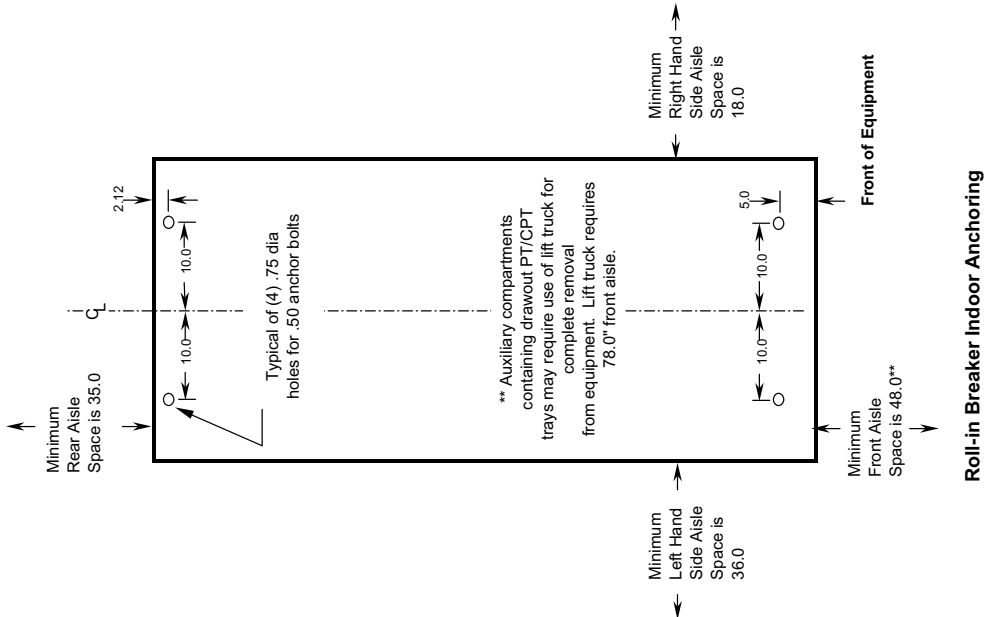 Minimum
Rear Aisle
Space is 35.0
CL
2.12
10.0
10.0
Typical of (4) .75 dia
holes for .50 anchor bolts
Minimum
Right Hand
Side Aisle
Space is
18.0
** Auxiliary compartments
containing drawout PT/CPT
trays may require use of lift truck for
complete removal
from equipment. Lift truck requires
78.0" front aisle.
Minimum
Left Hand
Side Aisle
Space is
36.0
5.0
10.0
10.0
Front of Equipment
Minimum
Front Aisle
Space is 48.0**
Roll-in Breaker Indoor Anchoring